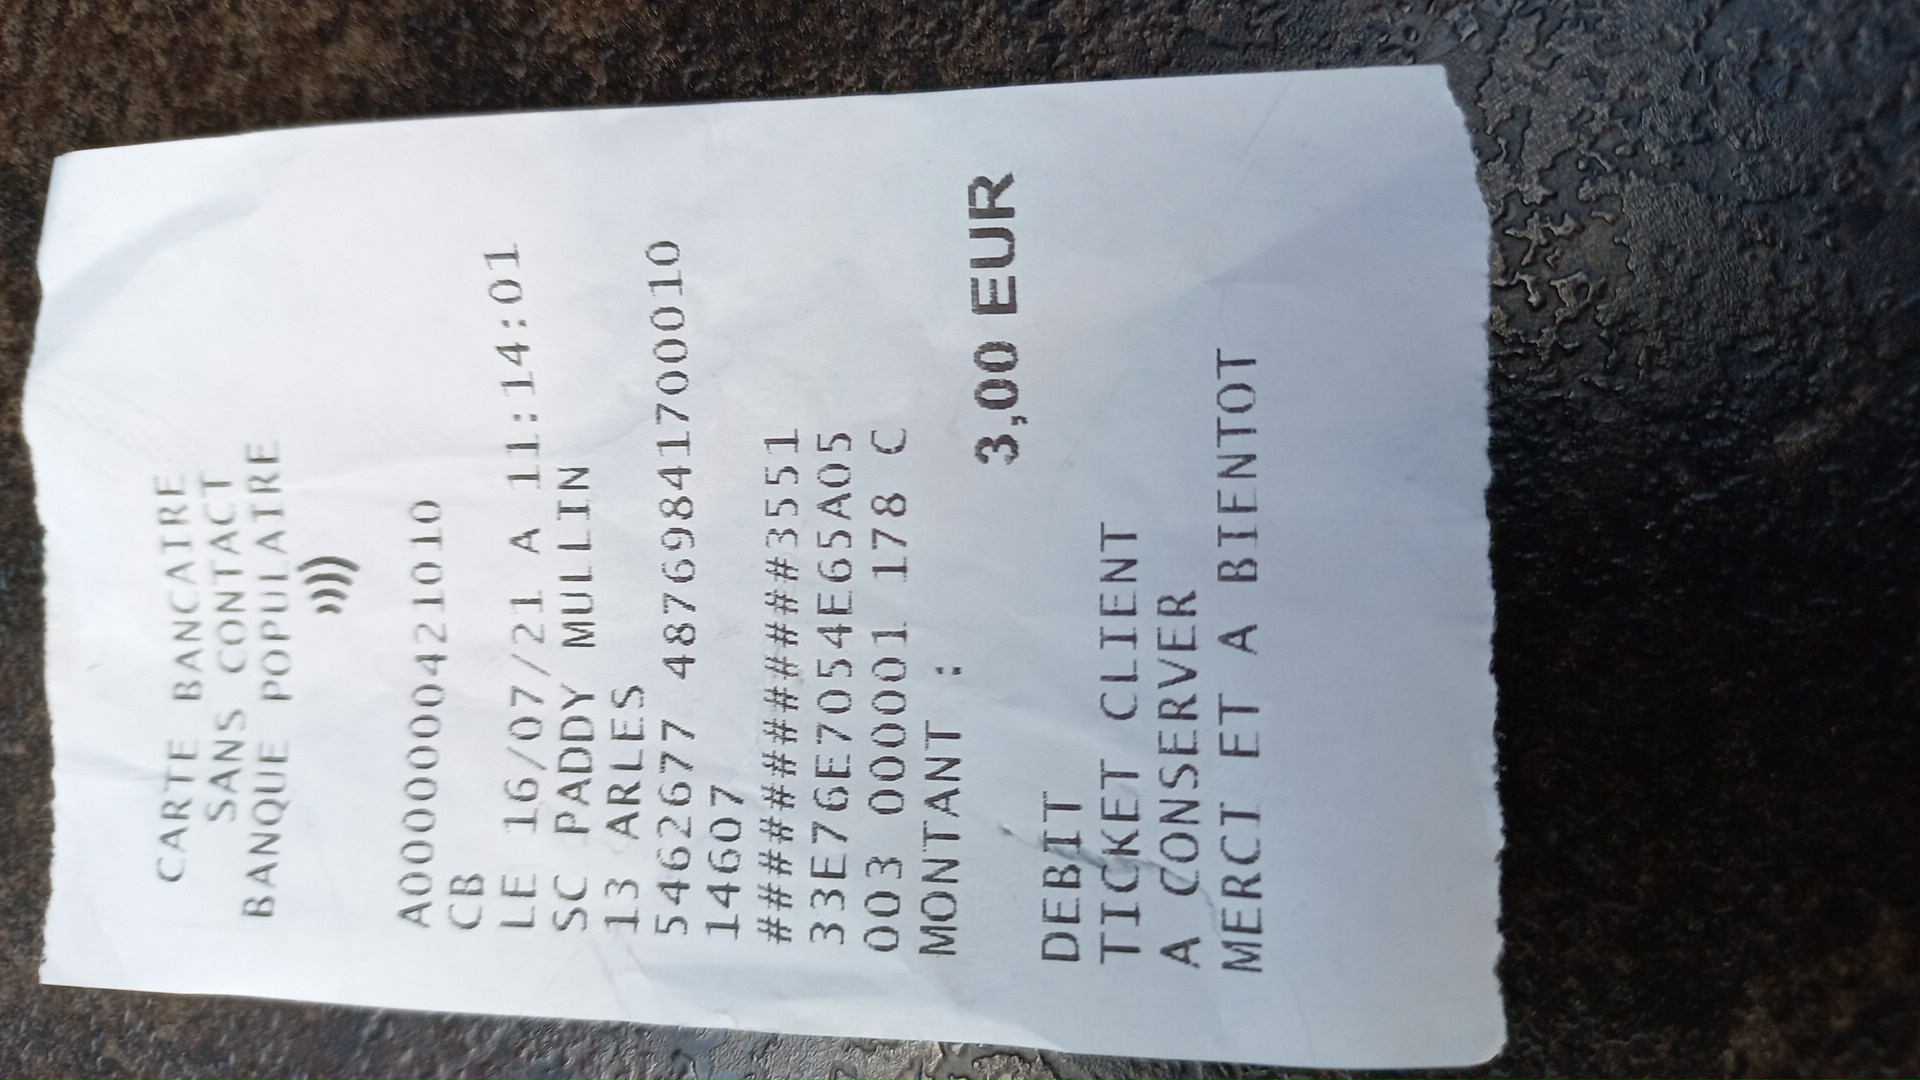 CARTE BANCAIRE
SANS CONTACT
BANQUE POPULAIRE
A0000000421010
CB
LE 16/07/21 A 11:14:01
SC PADDY MULLIN
13 ARLES
5462677 48769841700010
14607
############3551
33E76E7054E65A05
003 000001 178 C
MONTANT :
3,00 EUR
DEBIT
TICKET CLIENT
A CONSERVER
MERCI ET A BIENTOT